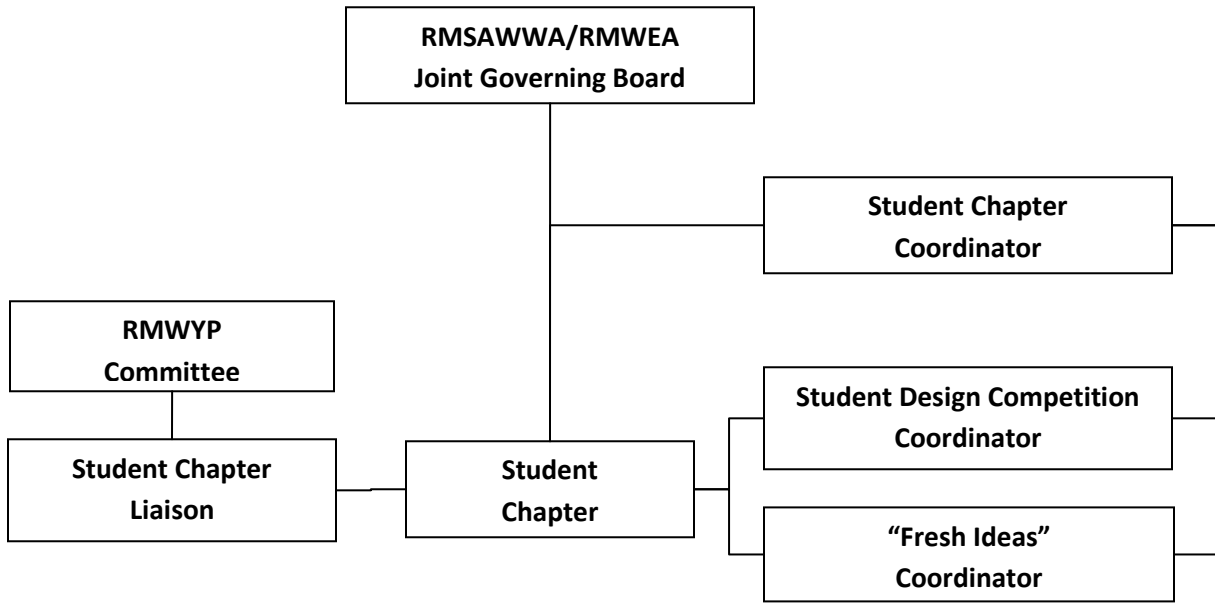 RMSAWWA/RMWEA
Joint Governing Board
Student Chapter
Coordinator
RMWYP
Committee
Student Design Competition
Coordinator
Student Chapter
Liaison
Student
Chapter
“Fresh Ideas”
Coordinator